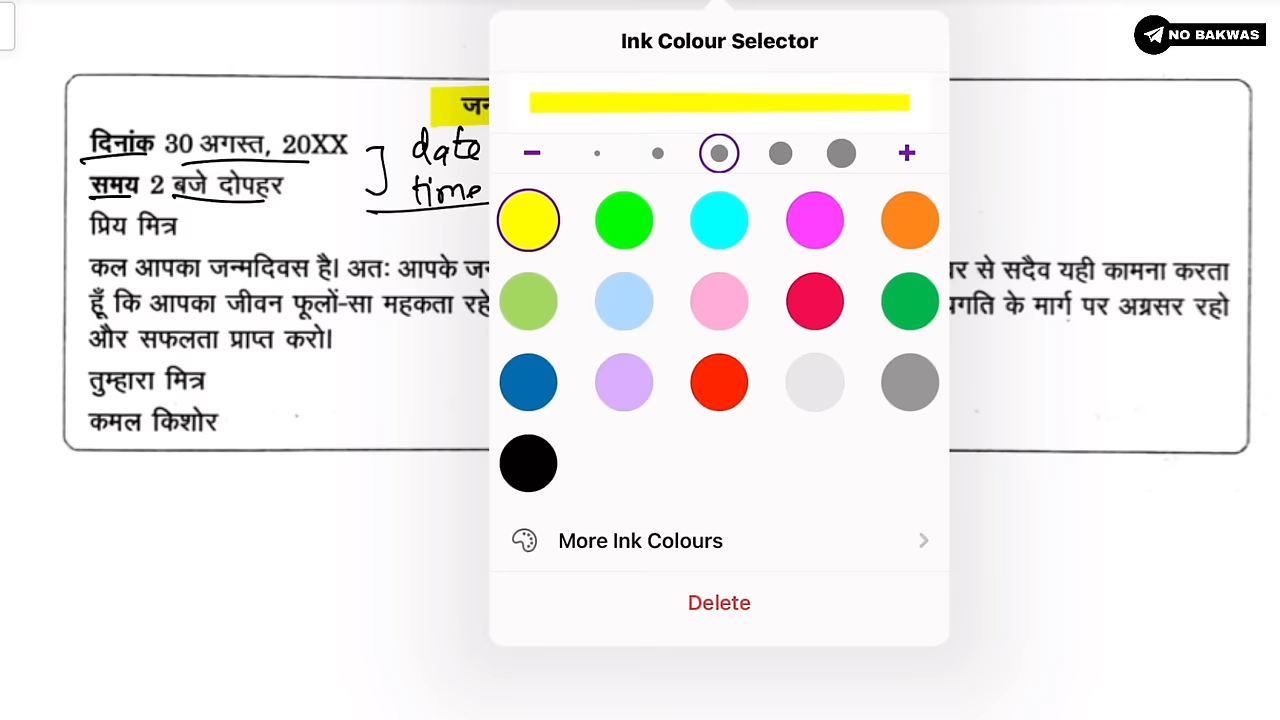 Ink Colour Selector
NO BAKWAS
दिनांक 30 अगस्त, 20XX
date
समय 2 बजे दोपहर
time
प्रिय मित्र
कल आपका जन्मदिवस है। अतः आपके से सदैव यही कामना करता
हूँ कि आपका जीवन फूलों-सा महकता रहे के मार्ग पर अग्रसर रहो
और सफलता प्राप्त करो।
तुम्हारा मित्र
कमल किशोर
More Ink Colours
Delete